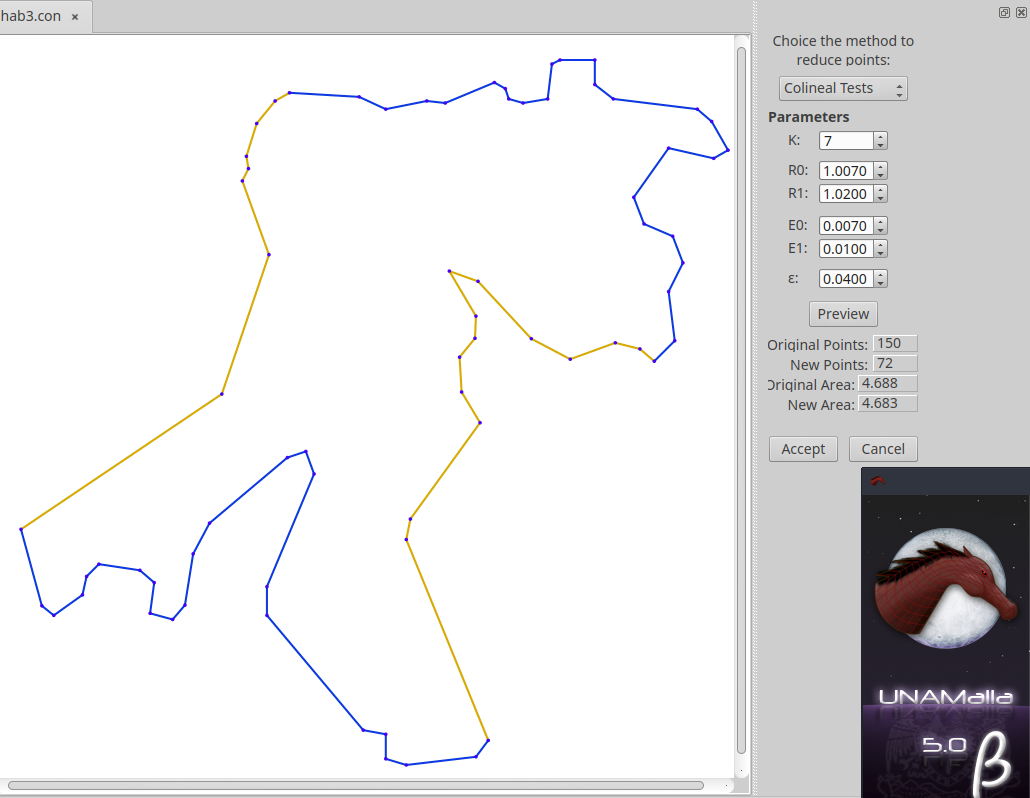 hab3.con ×
Choice the method to
reduce points:
Colineal Tests
Parameters
K: 7
R0: 1.0070
R1: 1.0200
E0: 0.0070
E1: 0.0100
ε: 0.0400
Preview
Original Points: 150
New Points: 72
Original Area: 4.688
New Area: 4.683
Accept Cancel
UNAMalla
5.0
β